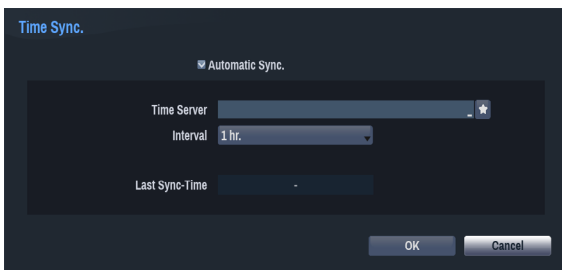 Time Sync.
Automatic Sync.
Time Server
Interval 1 hr.
Last Sync-Time -
OK Cancel